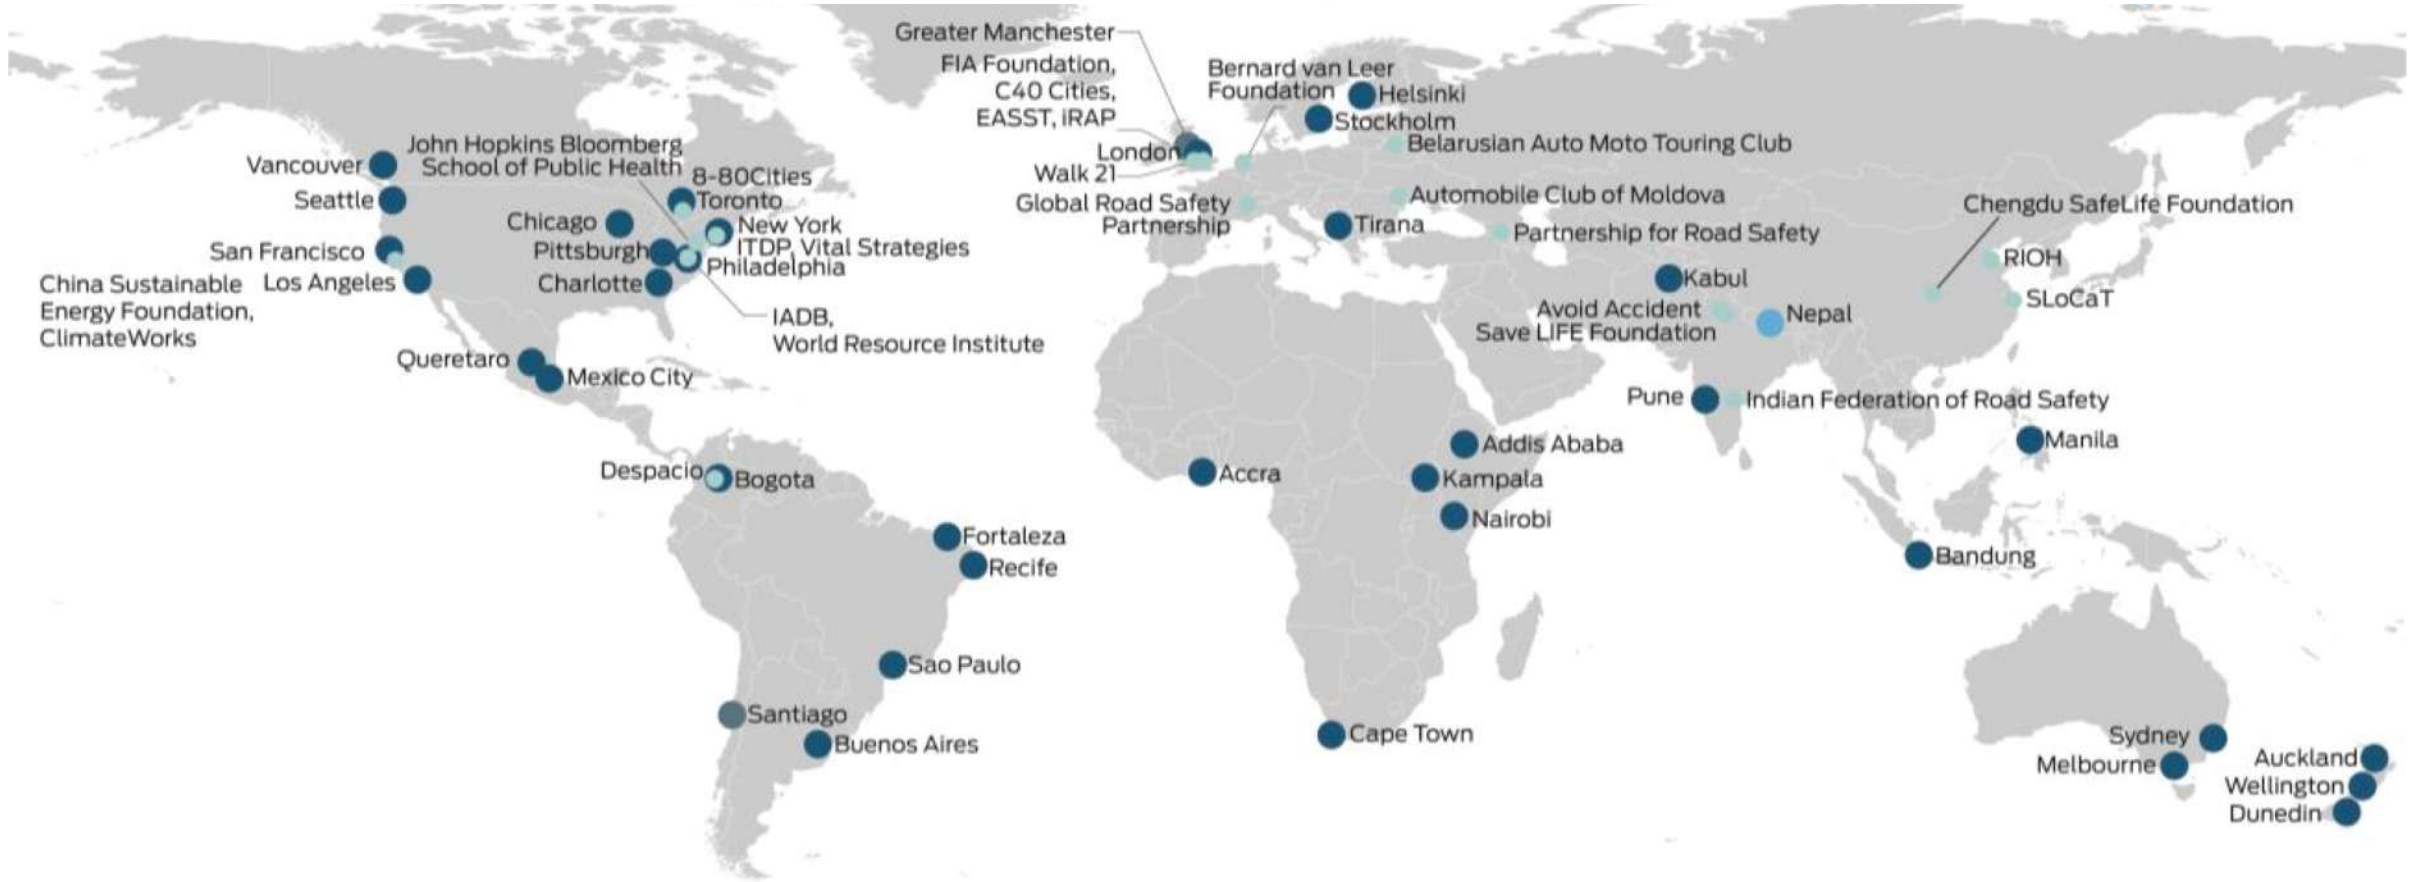 Greater Manchester
FIA Foundation,
C40 Cities,
EASST, iRAP
London
Walk 21
Global Road Safety
Partnership
Bernard van Leer
Foundation
Helsinki
Stockholm
Belarusian Auto Moto Touring Club
Automobile Club of Moldova
Tirana
Partnership for Road Safety
Chengdu SafeLife Foundation
RIOH
SLoCaT
Kabul
Avoid Accident
Save LIFE Foundation
Nepal
Pune
Indian Federation of Road Safety
Manila
Bandung
Vancouver
Seattle
San Francisco
China Sustainable
Energy Foundation,
ClimateWorks
Los Angeles
John Hopkins Bloomberg
School of Public Health
8-80Cities
Toronto
Chicago
New York
ITDP, Vital Strategies
Pittsburgh
Philadelphia
Charlotte
IADB,
World Resource Institute
Queretaro
Mexico City
Despacio
Bogota
Fortaleza
Recife
Sao Paulo
Santiago
Buenos Aires
Accra
Addis Ababa
Kampala
Nairobi
Cape Town
Sydney
Melbourne
Auckland
Wellington
Dunedin